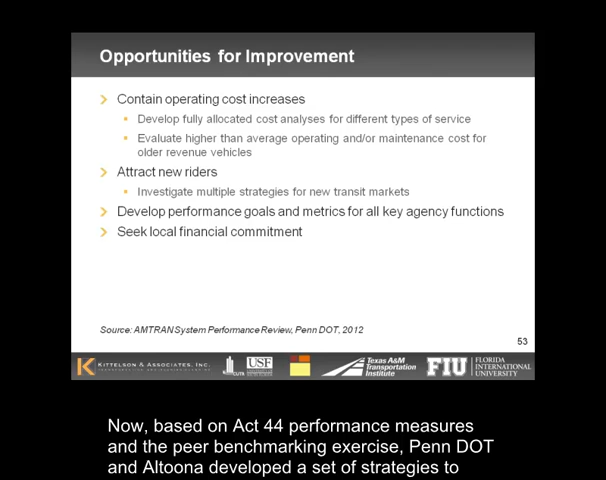 Opportunities for Improvement
Contain operating cost increases
Develop fully allocated cost analyses for different types of service
Evaluate higher than average operating and/or maintenance cost for
older revenue vehicles
Attract new riders
Investigate multiple strategies for new transit markets
Develop performance goals and metrics for all key agency functions
Seek local financial commitment
Source: AMTRAN System Performance Review, Penn DOT, 2012
53
KITTELSON & ASSOCIATES, INC.
CUTR
USF
Texas A&M
Transportation
Institute
FIU
FLORIDA
INTERNATIONAL
UNIVERSITY
Now, based on Act 44 performance measures
and the peer benchmarking exercise, Penn DOT
and Altoona developed a set of strategies to